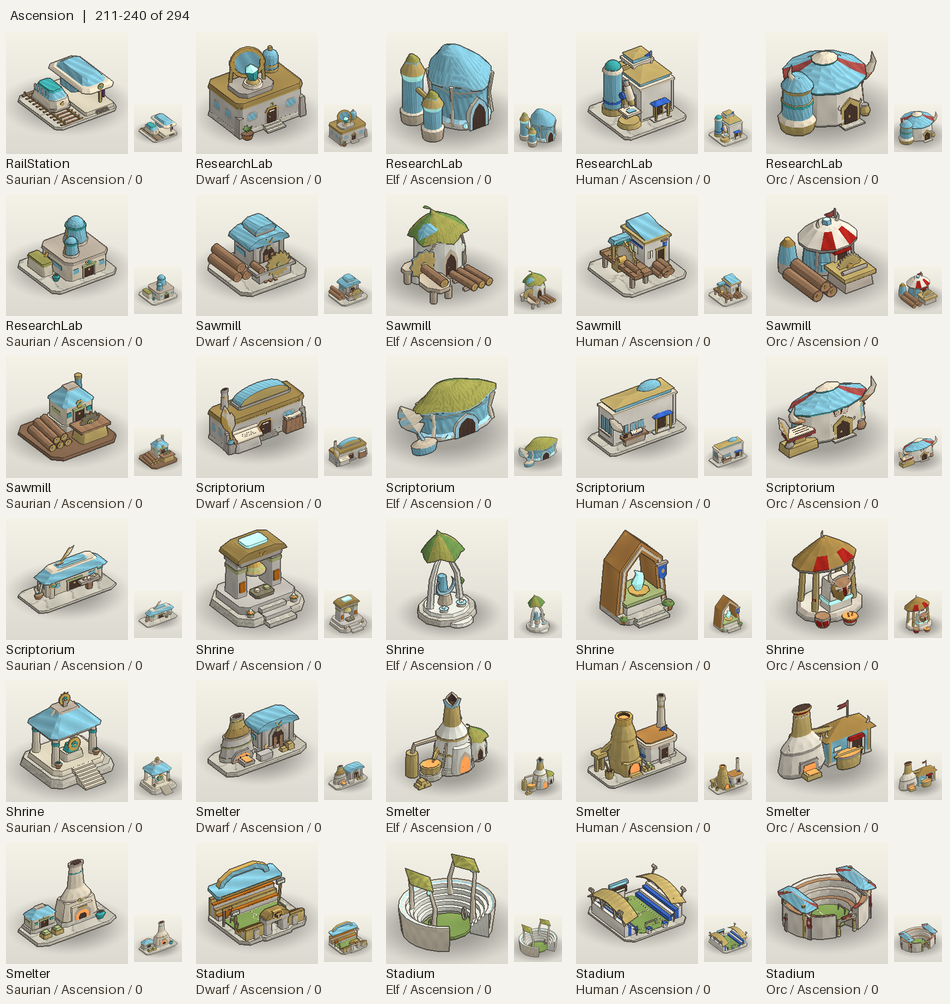 Ascension | 211-240 of 294
RailStation
Saurian / Ascension / 0
ResearchLab
Dwarf / Ascension / 0
ResearchLab
Elf / Ascension / 0
ResearchLab
Human / Ascension / 0
ResearchLab
Orc / Ascension / 0
ResearchLab
Saurian / Ascension / 0
Sawmill
Dwarf / Ascension / 0
Sawmill
Elf / Ascension / 0
Sawmill
Human / Ascension / 0
Sawmill
Orc / Ascension / 0
Sawmill
Saurian / Ascension / 0
Scriptorium
Dwarf / Ascension / 0
Scriptorium
Elf / Ascension / 0
Scriptorium
Human / Ascension / 0
Scriptorium
Orc / Ascension / 0
Scriptorium
Saurian / Ascension / 0
Shrine
Dwarf / Ascension / 0
Shrine
Elf / Ascension / 0
Shrine
Human / Ascension / 0
Shrine
Orc / Ascension / 0
Shrine
Saurian / Ascension / 0
Smelter
Dwarf / Ascension / 0
Smelter
Elf / Ascension / 0
Smelter
Human / Ascension / 0
Smelter
Orc / Ascension / 0
Smelter
Saurian / Ascension / 0
Stadium
Dwarf / Ascension / 0
Stadium
Elf / Ascension / 0
Stadium
Human / Ascension / 0
Stadium
Orc / Ascension / 0